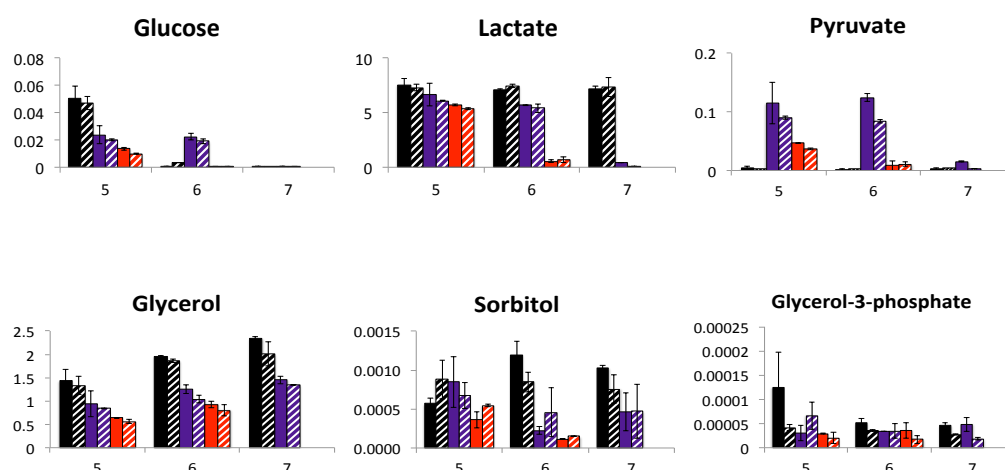 Glucose
0.08
0.06
0.04
0.02
0
5 6 7
Lactate
10
5
0
5 6 7
Pyruvate
0.2
0.1
0
5 6 7
Glycerol
2.5
2
1.5
1
0.5
0
5 6 7
Sorbitol
0.0015
0.0010
0.0005
0.0000
5 6 7
Glycerol-3-phosphate
0.00025
0.0002
0.00015
0.0001
0.00005
0
5 6 7